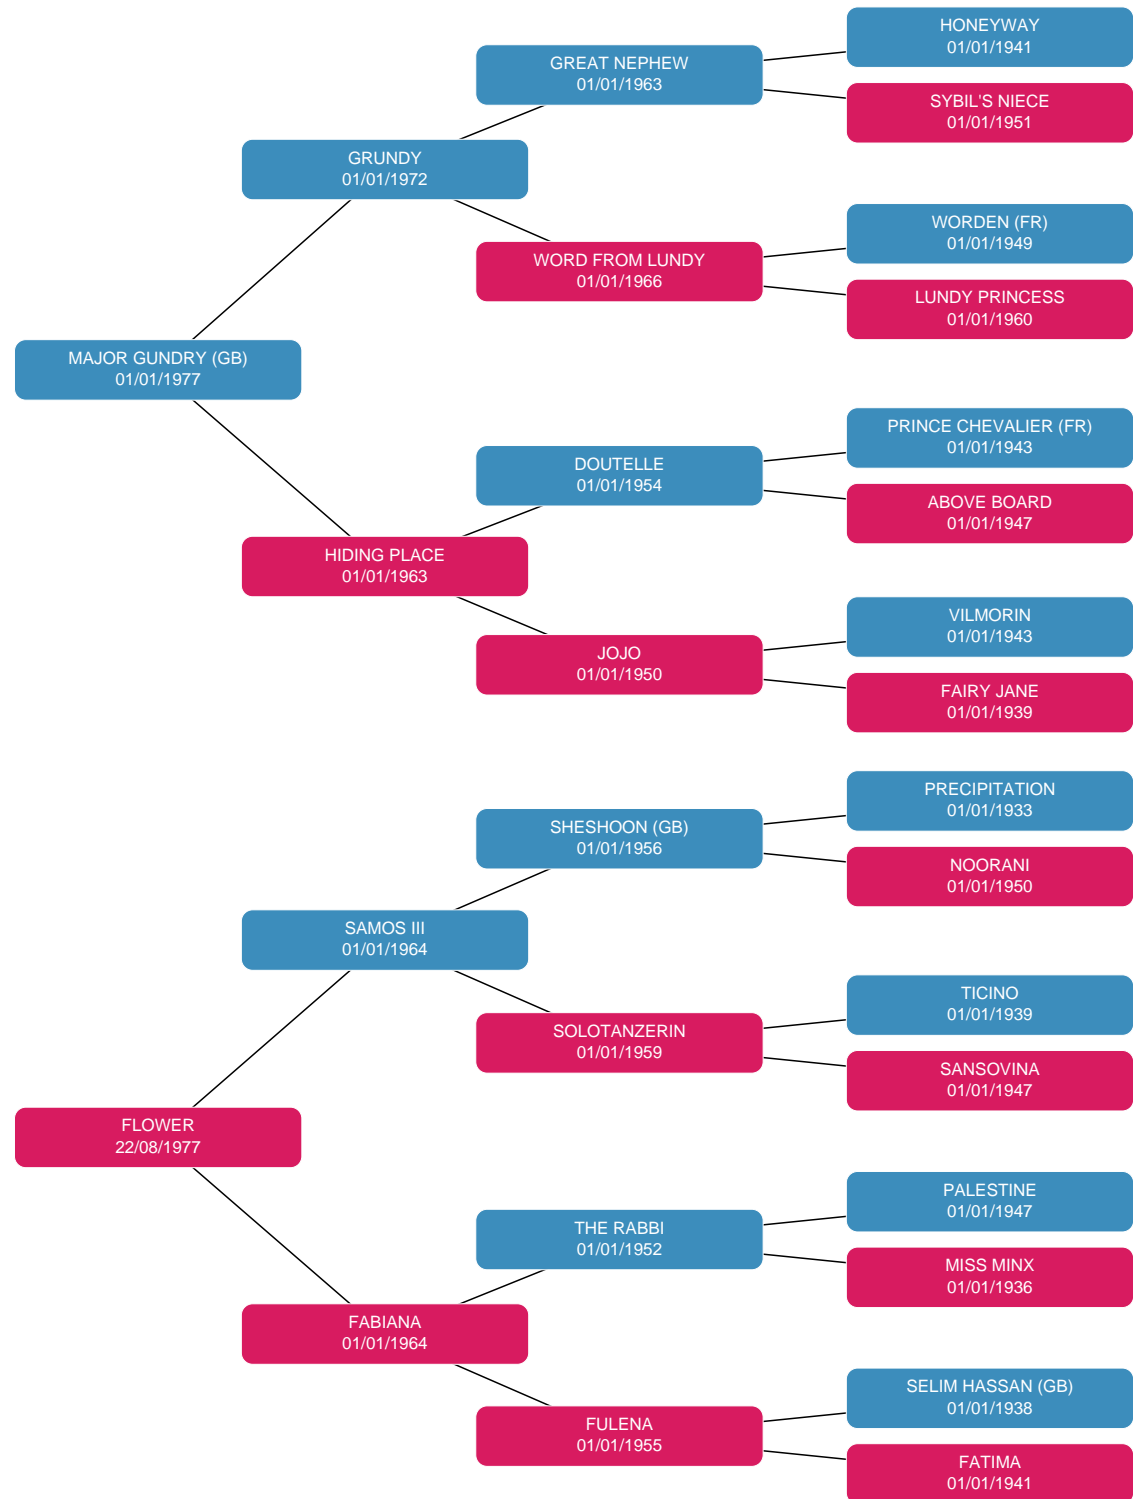 HONEYWAY
01/01/1941
GREAT NEPHEW
01/01/1963
SYBIL'S NIECE
01/01/1951
GRUNDY
01/01/1972
WORDEN (FR)
01/01/1949
WORD FROM LUNDY
01/01/1966
LUNDY PRINCESS
01/01/1960
MAJOR GUNDRY (GB)
01/01/1977
PRINCE CHEVALIER (FR)
01/01/1943
DOUTELLE
01/01/1954
ABOVE BOARD
01/01/1947
HIDING PLACE
01/01/1963
VILMORIN
01/01/1943
JOJO
01/01/1950
FAIRY JANE
01/01/1939
PRECIPITATION
01/01/1933
SHESHOON (GB)
01/01/1956
NOORANI
01/01/1950
SAMOS III
01/01/1964
TICINO
01/01/1939
SOLOTANZERIN
01/01/1959
SANSOVINA
01/01/1947
FLOWER
22/08/1977
PALESTINE
01/01/1947
THE RABBI
01/01/1952
MISS MINX
01/01/1936
FABIANA
01/01/1964
SELIM HASSAN (GB)
01/01/1938
FULENA
01/01/1955
FATIMA
01/01/1941